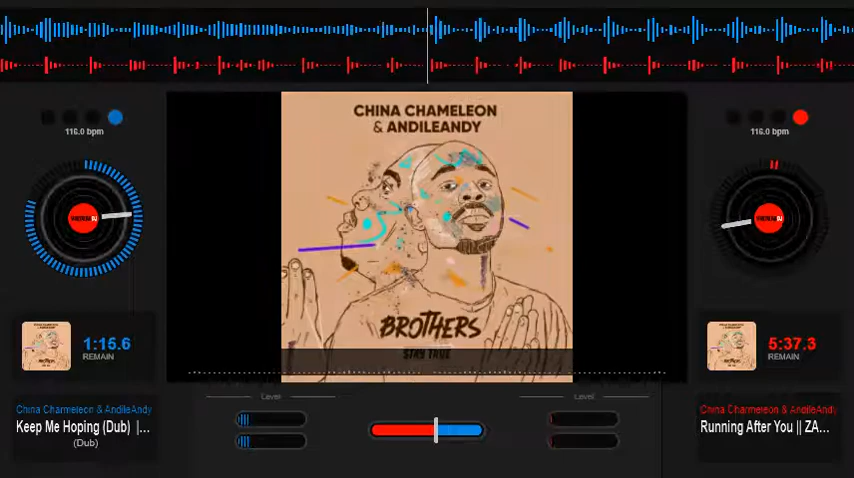 116.0 bpm
116.0 bpm
CHINA CHAMELEON
& ANDILEANDY
BROTHERS
STAY TRUE
1:15.6
REMAIN
5:37.3
REMAIN
Level
Level
China Charmeleon & AndileAndy
Keep Me Hoping (Dub) |...
(Dub)
China Charmeleon & AndileAndy
Running After You || ZA...